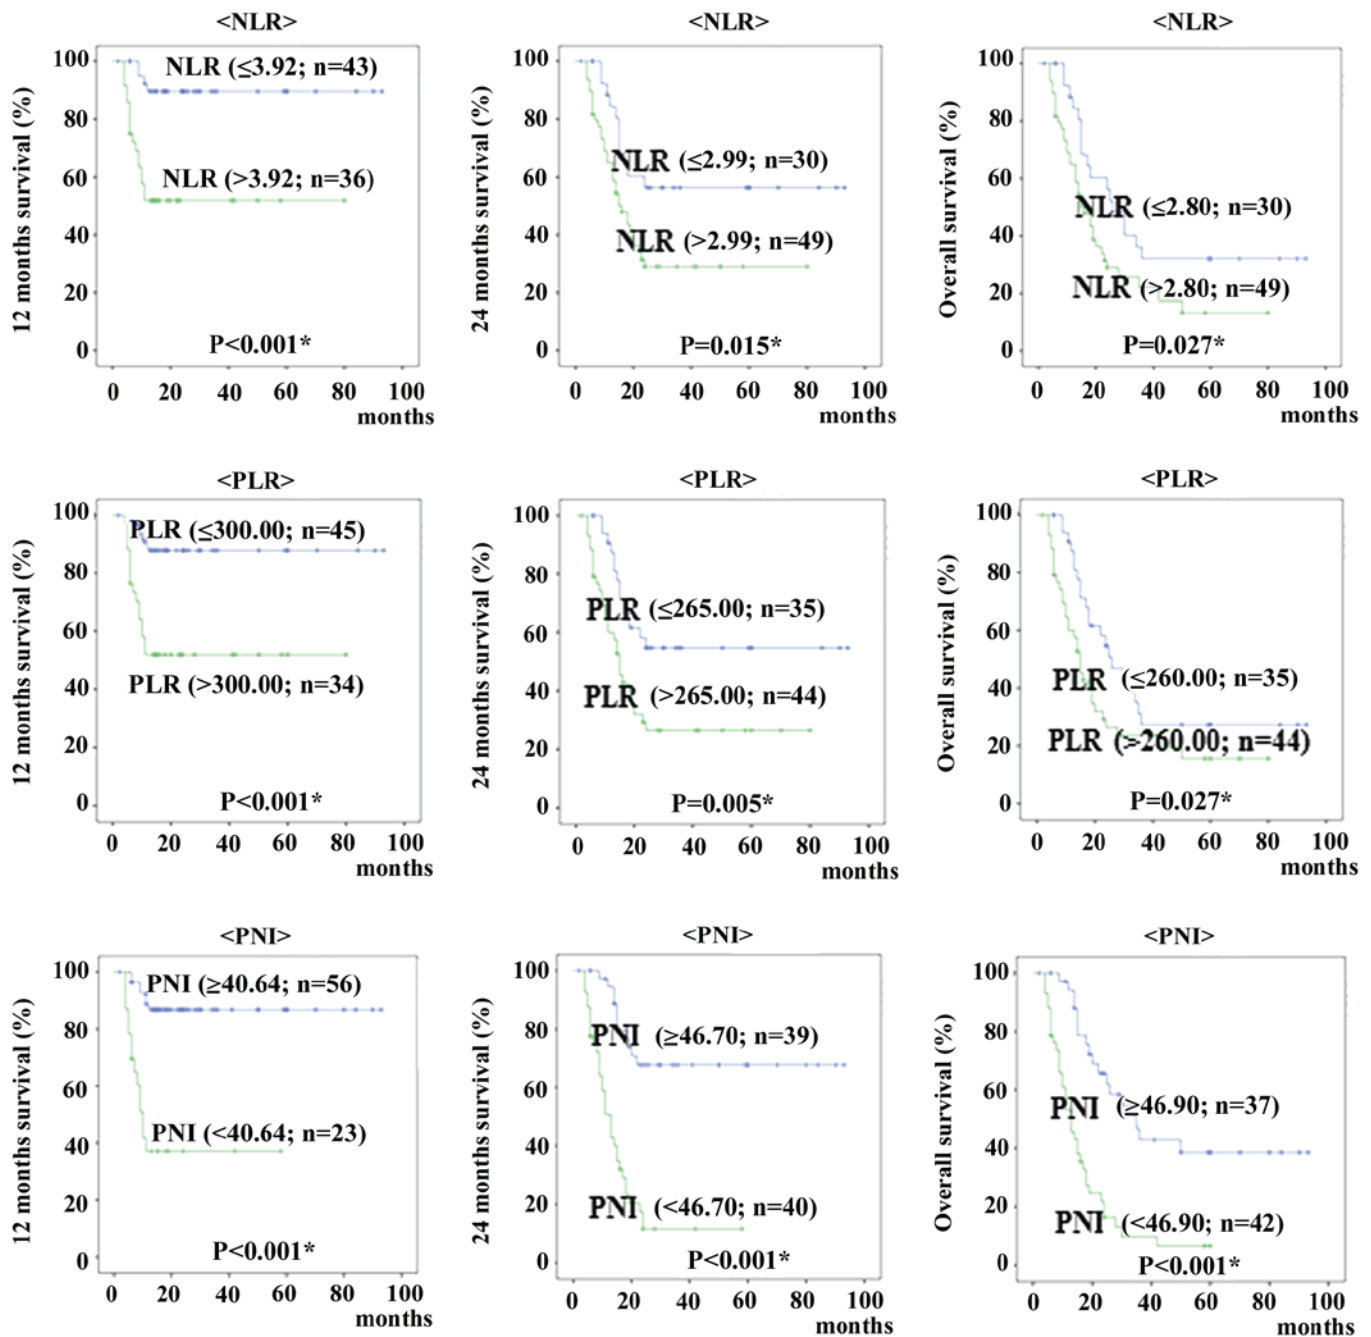 <NLR>
12 months survival (%)
100
80
60
40
20
0
NLR (≤3.92; n=43)
NLR (>3.92; n=36)
P<0.001*
0 20 40 60 80 100
months
<NLR>
24 months survival (%)
100
80
60
40
20
0
NLR (≤2.99; n=30)
NLR (>2.99; n=49)
P=0.015*
0 20 40 60 80 100
months
<NLR>
Overall survival (%)
100
80
60
40
20
0
NLR (≤2.80; n=30)
NLR (>2.80; n=49)
P=0.027*
0 20 40 60 80 100
months
<PLR>
12 months survival (%)
100
80
60
40
20
0
PLR (≤300.00; n=45)
PLR (>300.00; n=34)
P<0.001*
0 20 40 60 80 100
months
<PLR>
24 months survival (%)
100
80
60
40
20
0
PLR (≤265.00; n=35)
PLR (>265.00; n=44)
P=0.005*
0 20 40 60 80 100
months
<PLR>
Overall survival (%)
100
80
60
40
20
0
PLR (≤260.00; n=35)
PLR (>260.00; n=44)
P=0.027*
0 20 40 60 80 100
months
<PNI>
12 months survival (%)
100
80
60
40
20
0
PNI (≥40.64; n=56)
PNI (<40.64; n=23)
P<0.001*
0 20 40 60 80 100
months
<PNI>
24 months survival (%)
100
80
60
40
20
0
PNI (≥46.70; n=39)
PNI (<46.70; n=40)
P<0.001*
0 20 40 60 80 100
months
<PNI>
Overall survival (%)
100
80
60
40
20
0
PNI (≥46.90; n=37)
PNI (<46.90; n=42)
P<0.001*
0 20 40 60 80 100
months